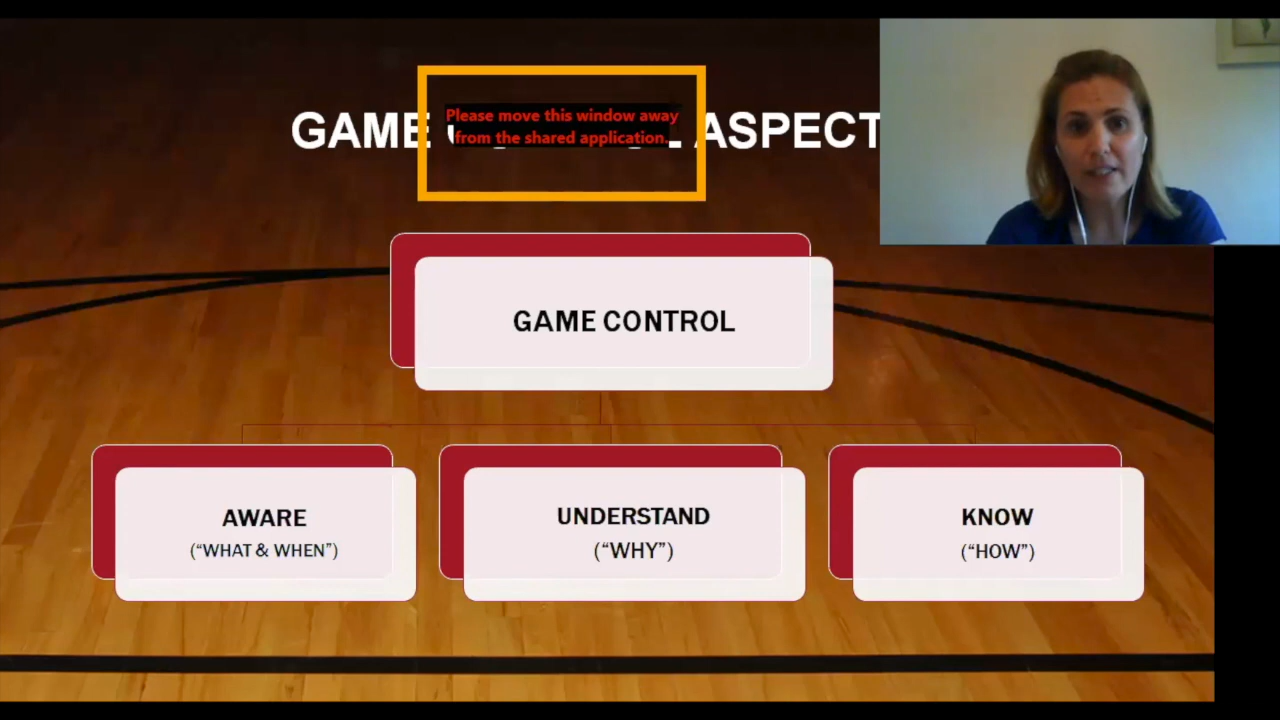 GAME ASPECT
Please move this window away
from the shared application.
GAME CONTROL
AWARE
(“WHAT & WHEN”)
UNDERSTAND
(“WHY”)
KNOW
(“HOW”)